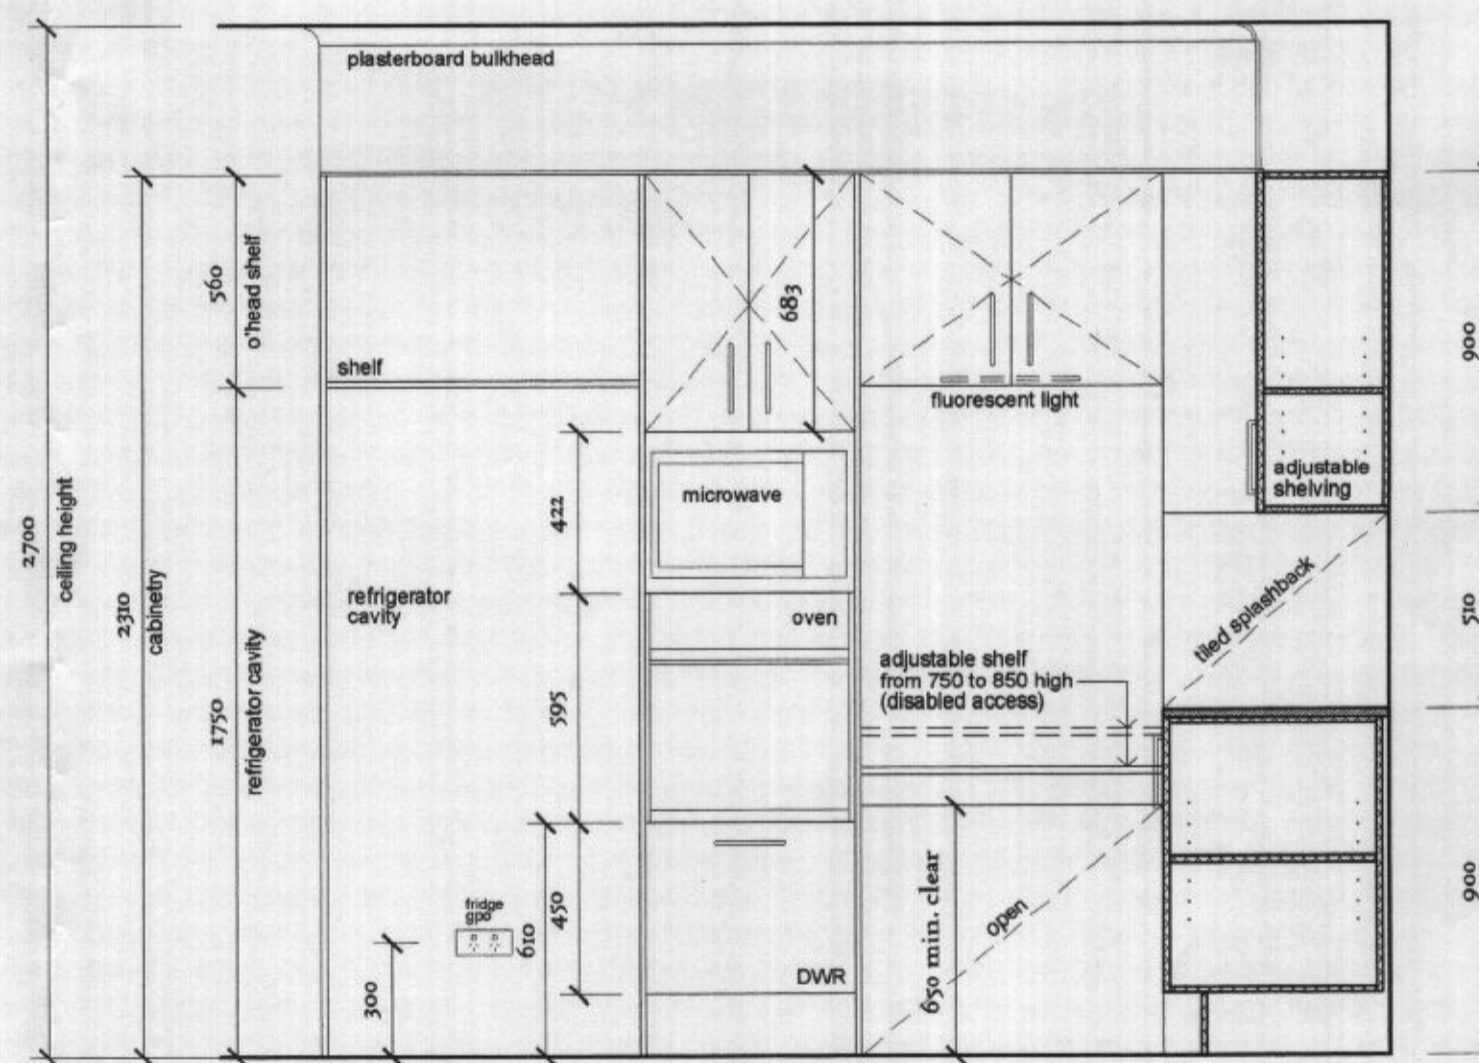 plasterboard bulkhead
2700
ceiling height
2310
cabinetry
560
o'head shelf
1750
refrigerator cavity
shelf
683
fluorescent light
900
adjustable
shelving
422
microwave
refrigerator
cavity
oven
510
tiled splashback
595
adjustable shelf
from 750 to 850 high
(disabled access)
450
fridge
gpo
610
300
DWR
650 min. clear
open
900